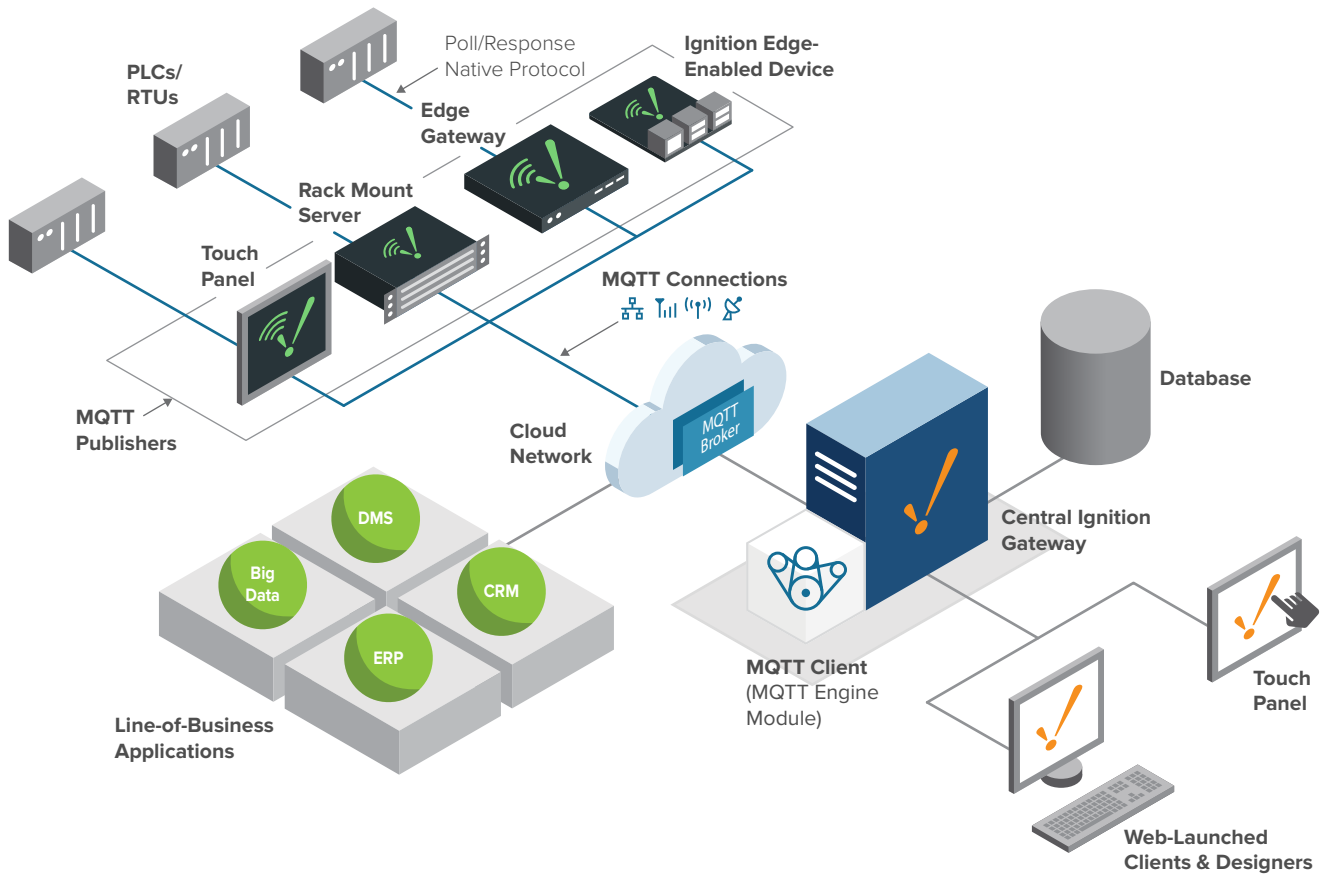 Poll/Response
Native Protocol
Ignition Edge-
Enabled Device
PLCs/
RTUs
Edge
Gateway
Rack Mount
Server
Touch
Panel
MQTT Connections
MQTT
Publishers
Cloud
Network
MQTT
Broker
Database
Central Ignition
Gateway
DMS
Big
Data
CRM
ERP
Line-of-Business
Applications
MQTT Client
(MQTT Engine
Module)
Touch
Panel
Web-Launched
Clients & Designers